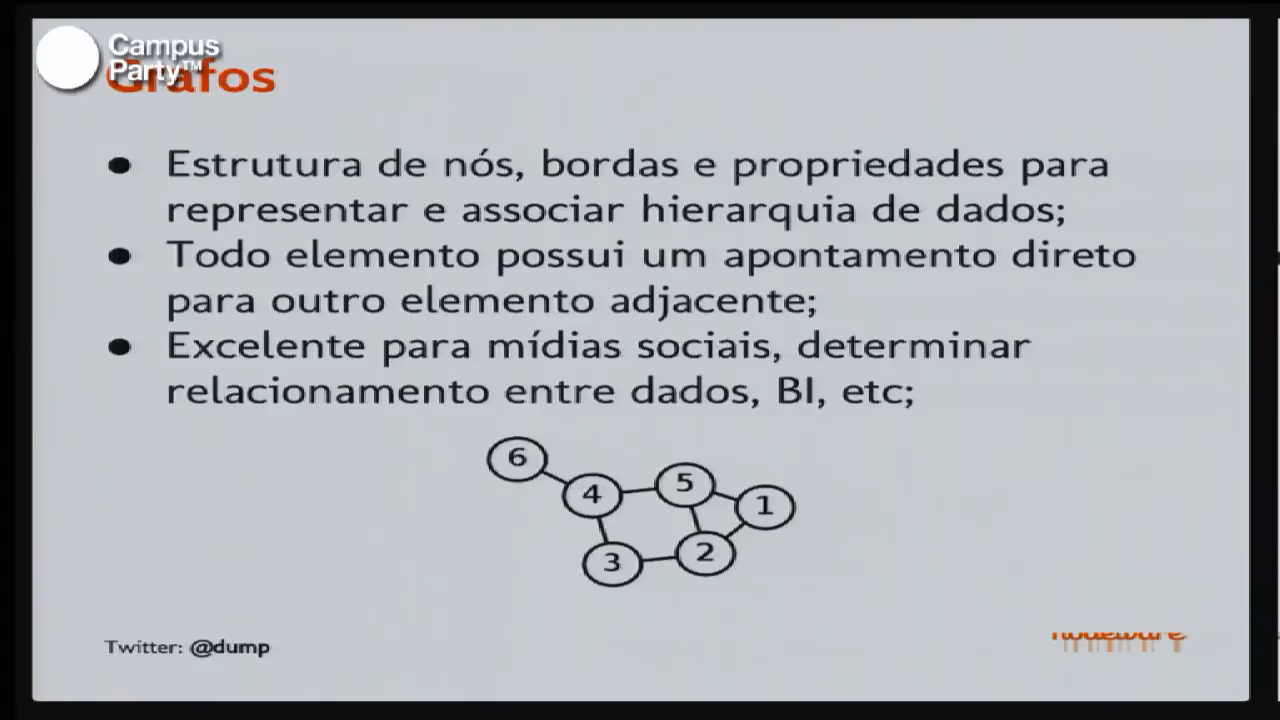 Campus
Party™
Grafos
● Estrutura de nós, bordas e propriedades para
representar e associar hierarquia de dados;
● Todo elemento possui um apontamento direto
para outro elemento adjacente;
● Excelente para mídias sociais, determinar
relacionamento entre dados, BI, etc;
6
4
5
1
3
2
Twitter: @dump